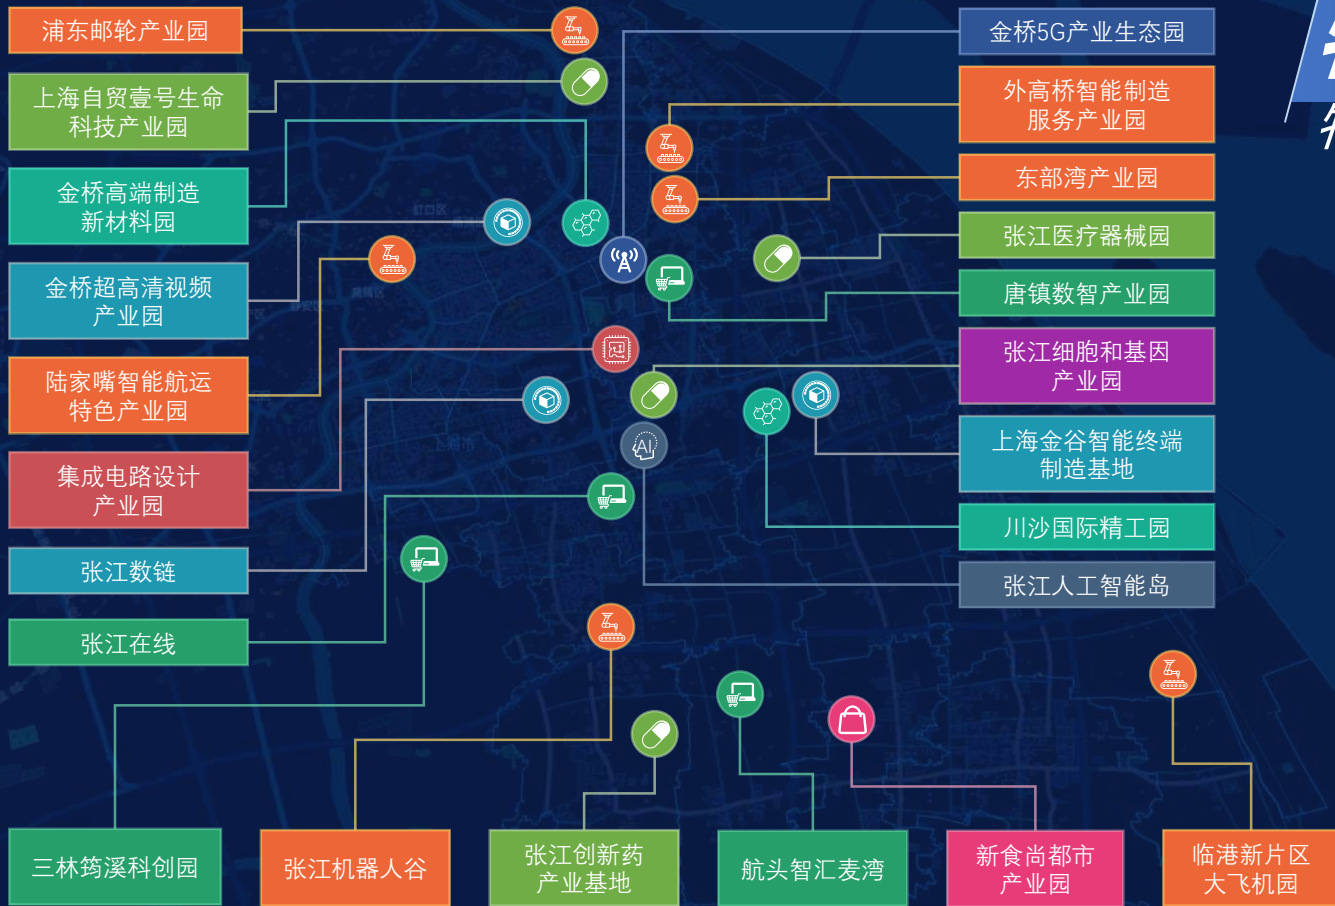 浦东邮轮产业园
上海自贸壹号生命
科技产业园
金桥高端制造
新材料园
金桥超高清视频
产业园
陆家嘴智能航运
特色产业园
集成电路设计
产业园
张江数链
张江在线
金桥5G产业生态园
外高桥智能制造
服务产业园
东部湾产业园
张江医疗器械园
唐镇数智产业园
张江细胞和基因
产业园
上海金谷智能终端
制造基地
川沙国际精工园
张江人工智能岛
AI
三林筠溪科创园
张江机器人谷
张江创新药
产业基地
航头智汇麦湾
新食尚都市
产业园
临港新片区
大飞机园